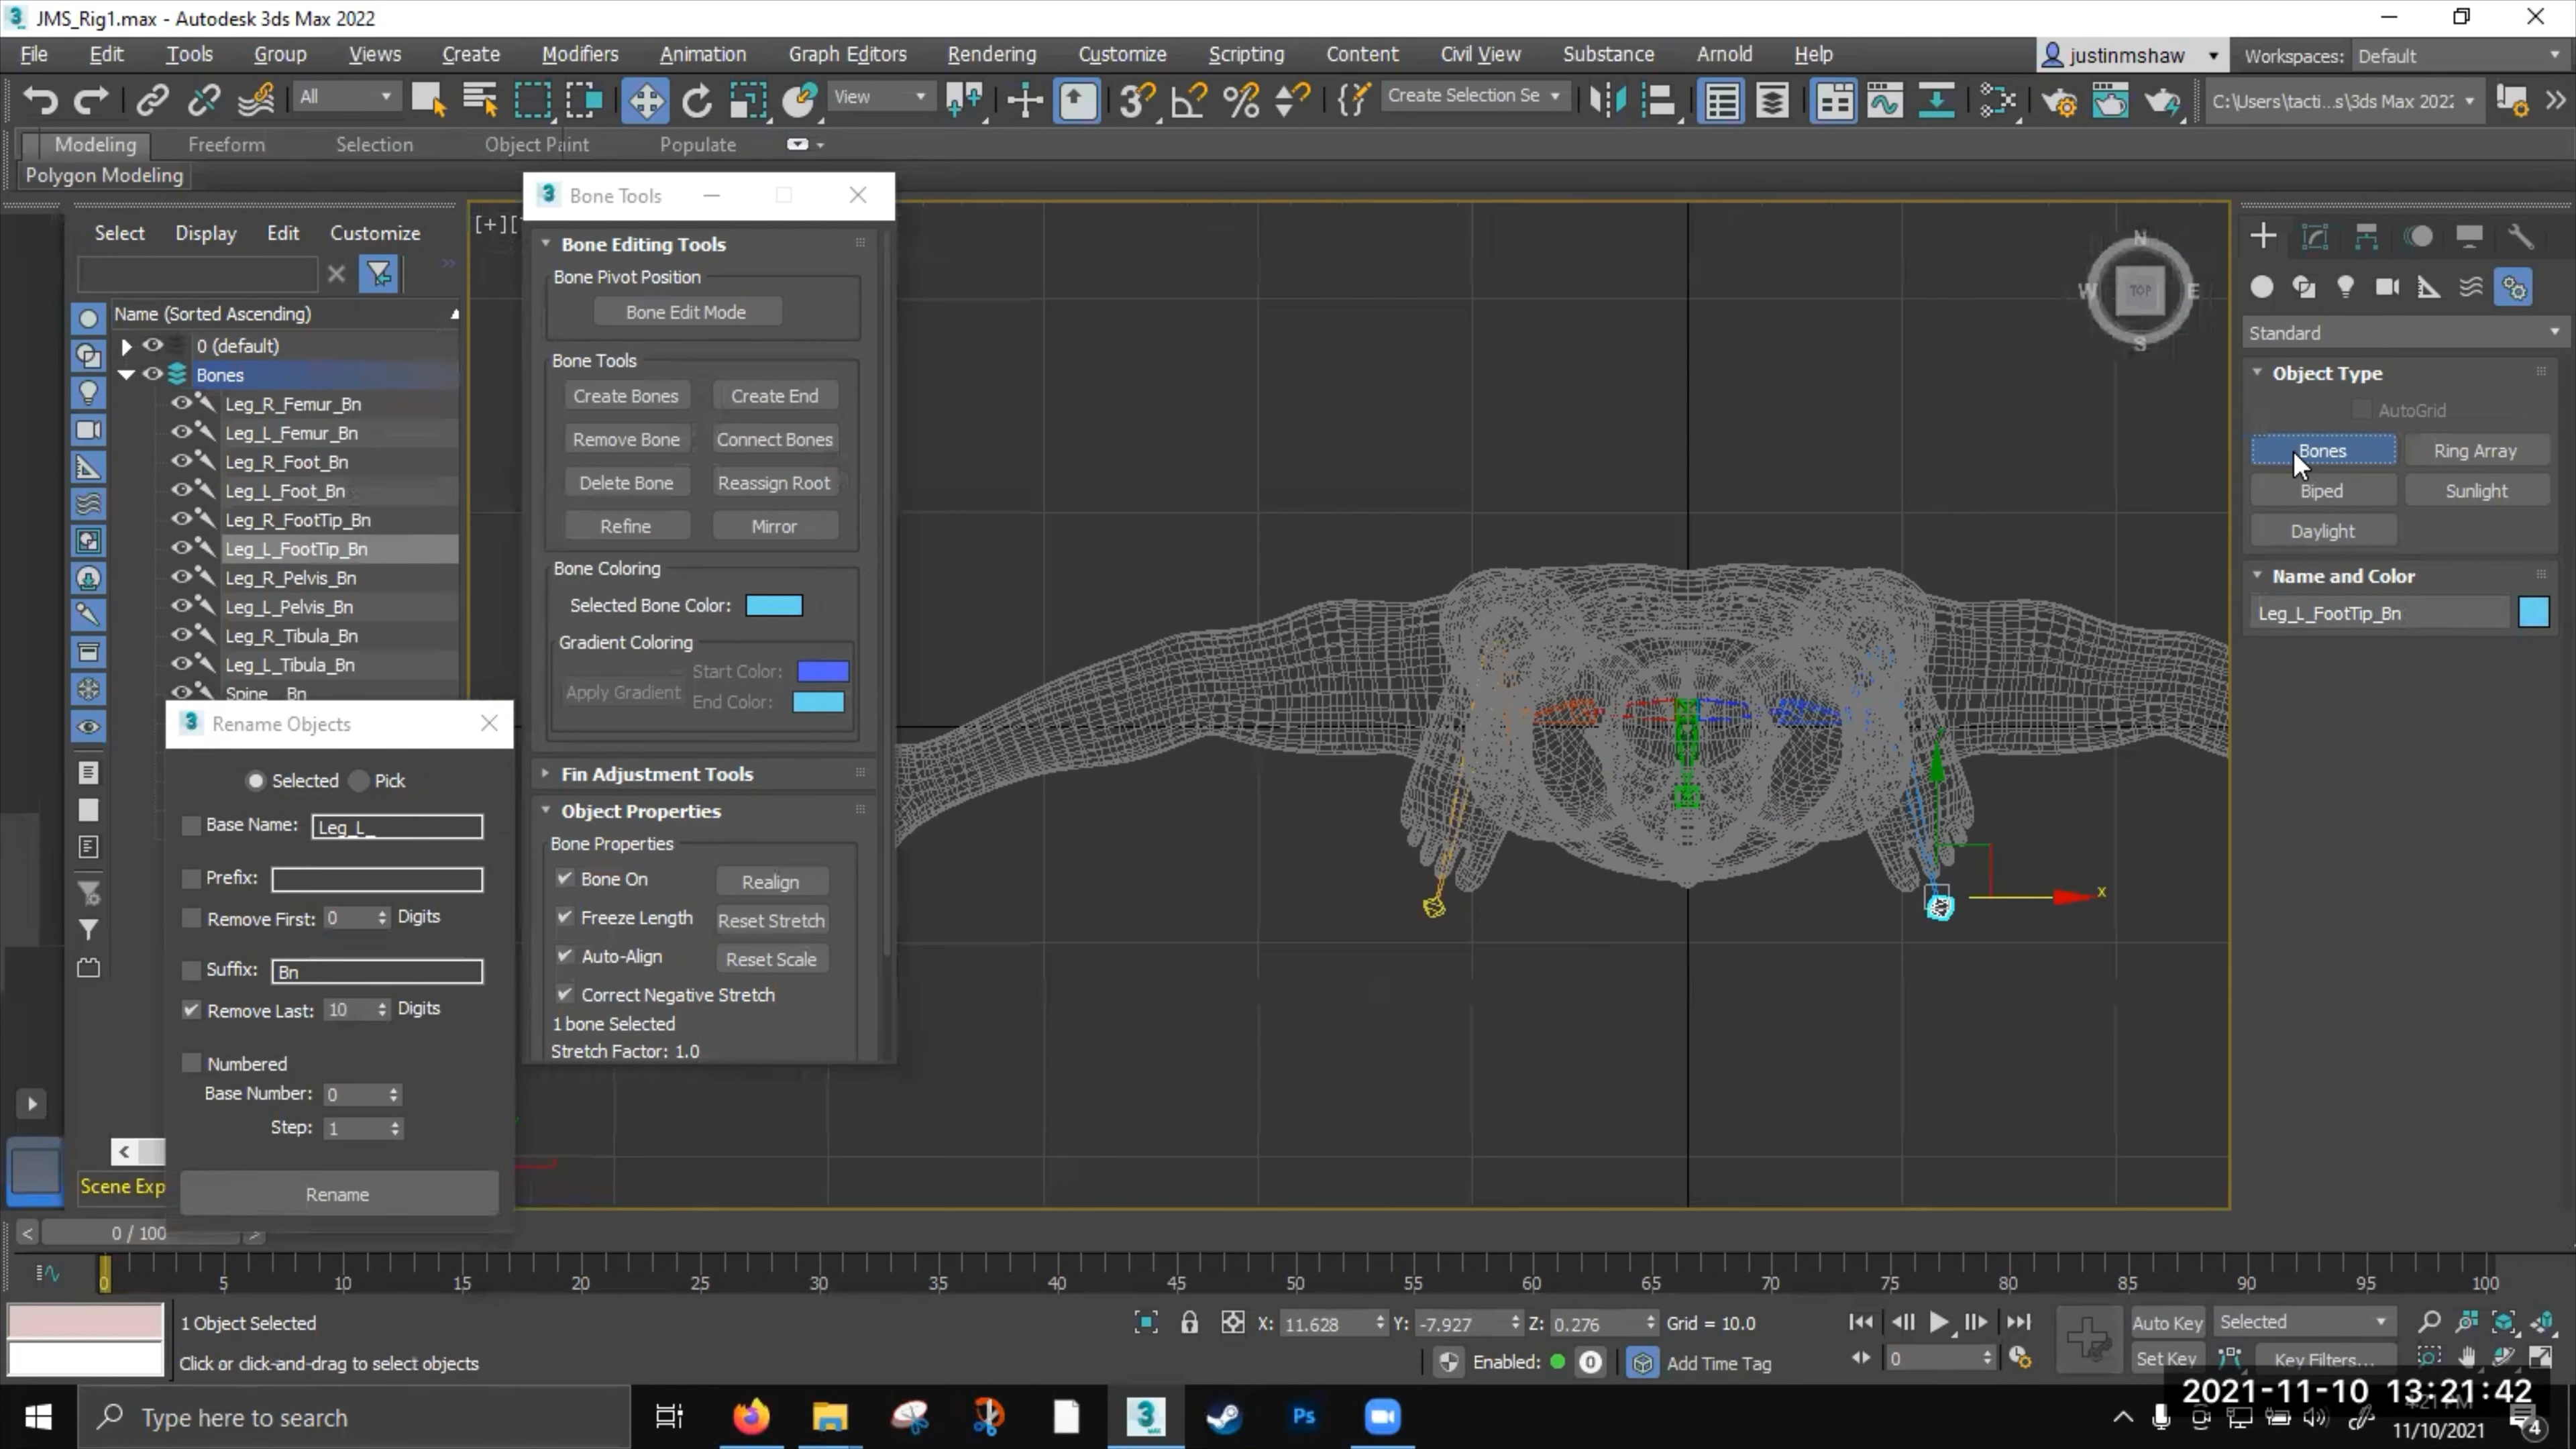 JMS_Rig1.max - Autodesk 3ds Max 2022
File Edit Tools Group Views Create Modifiers Animation Graph Editors Rendering Customize Scripting Content Civil View Substance Arnold Help justinmshaw Workspaces: Default
All View Create Selection Se C:\Users\tacti...s\3ds Max 2022
Modeling Freeform Selection Object Paint Populate
Polygon Modeling
Select Display Edit Customize
Name (Sorted Ascending)
0 (default)
Bones
Leg_R_Femur_Bn
Leg_L_Femur_Bn
Leg_R_Foot_Bn
Leg_L_Foot_Bn
Leg_R_FootTip_Bn
Leg_L_FootTip_Bn
Leg_R_Pelvis_Bn
Leg_L_Pelvis_Bn
Leg_R_Tibula_Bn
Leg_L_Tibula_Bn
Spine__Bn
Rename Objects
Selected Pick
Base Name: Leg_L_
Prefix:
Remove First: 0 Digits
Suffix: Bn
Remove Last: 10 Digits
Numbered
Base Number: 0
Step: 1
Rename
Scene Exp
[+][
Bone Tools
Bone Editing Tools
Bone Pivot Position
Bone Edit Mode
Bone Tools
Create Bones Create End
Remove Bone Connect Bones
Delete Bone Reassign Root
Refine Mirror
Bone Coloring
Selected Bone Color:
Gradient Coloring
Apply Gradient Start Color:
End Color:
Fin Adjustment Tools
Object Properties
Bone Properties
Bone On Realign
Freeze Length Reset Stretch
Auto-Align Reset Scale
Correct Negative Stretch
1 bone Selected
Stretch Factor: 1.0
N
W TOP E
S
x
Standard
Object Type
AutoGrid
Bones Ring Array
Biped Sunlight
Daylight
Name and Color
Leg_L_FootTip_Bn
< 0 / 100 >
0 5 10 15 20 25 30 35 40 45 50 55 60 65 70 75 80 85 90 95 100
1 Object Selected
Click or click-and-drag to select objects
X: 11.628 Y: -7.927 Z: 0.276 Grid = 10.0
Enabled: 0 Add Time Tag
0
Auto Key Selected
Set Key Key Filters...
Type here to search
3 MAX
Ps
2021-11-10 13:21:42
11/10/2021
4